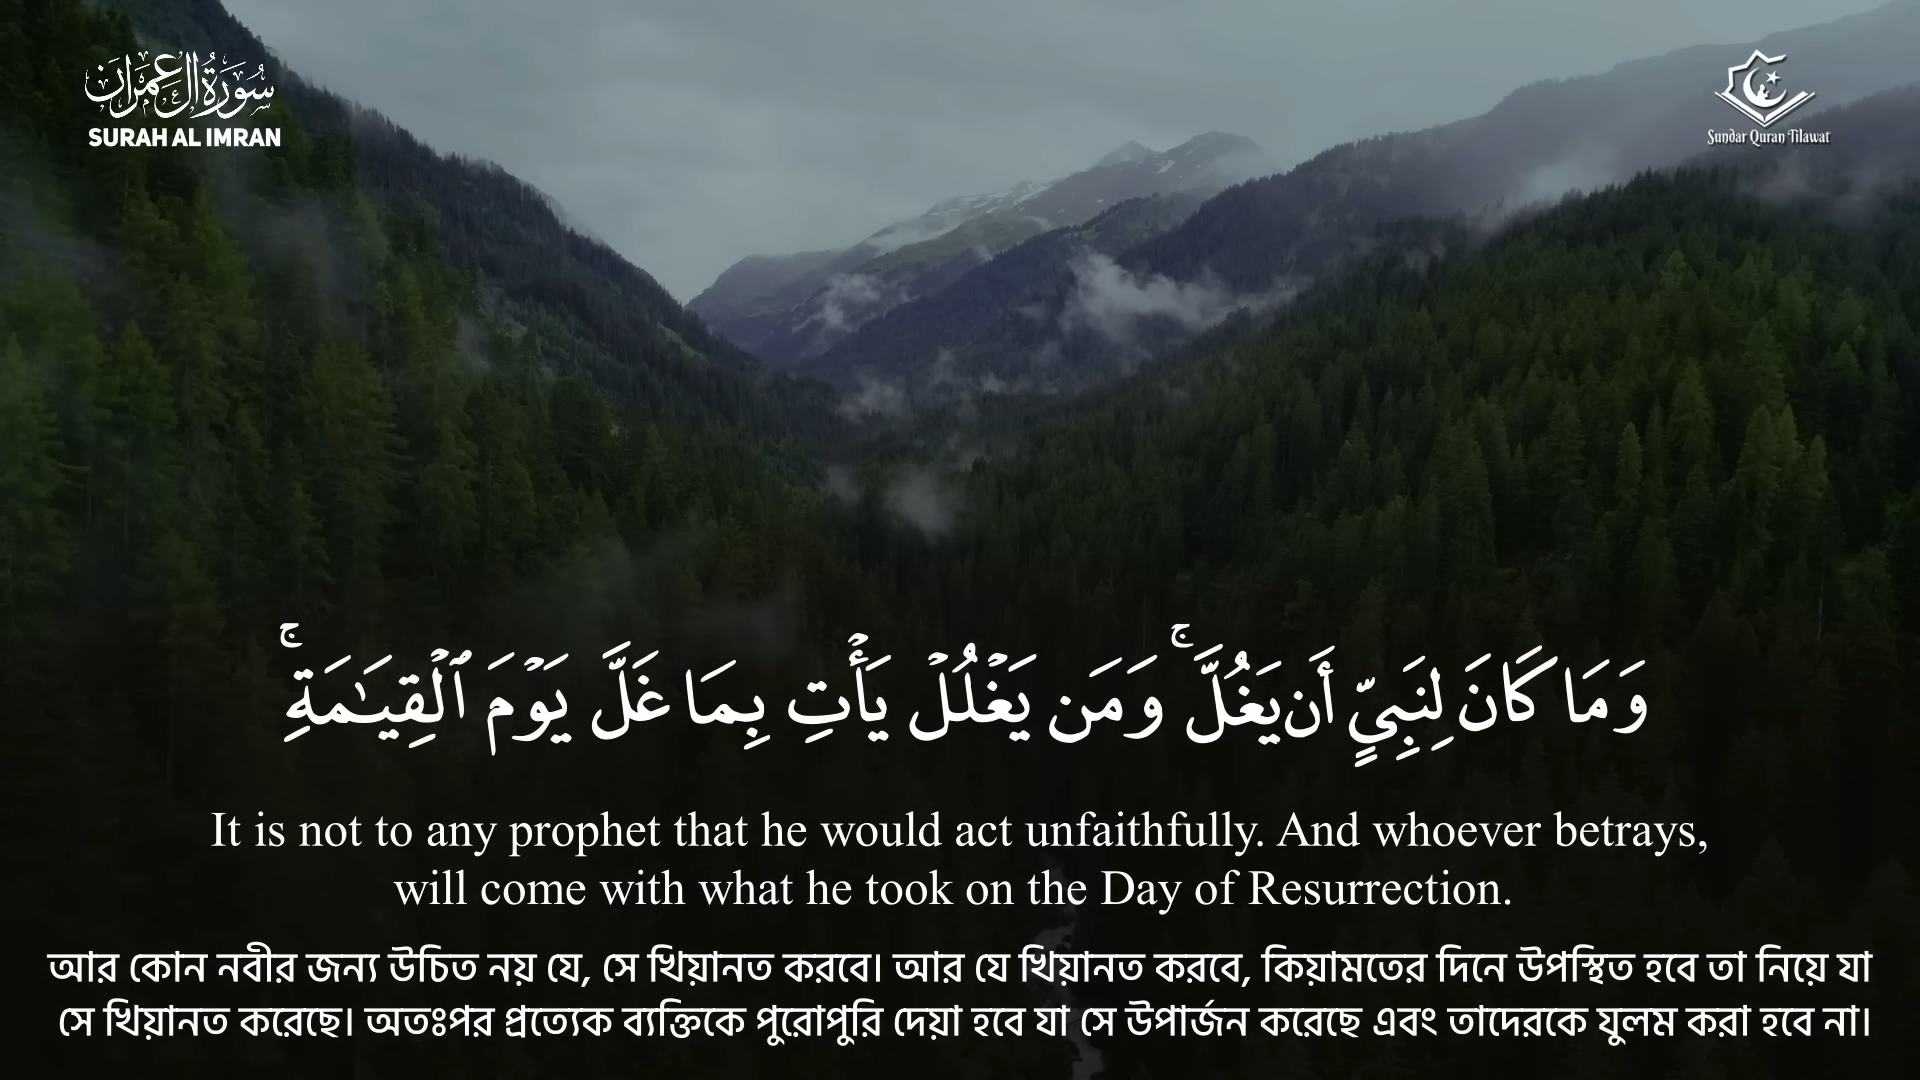 سُورَةُ آلِ عِمْرَان
SURAH AL IMRAN
Sundar Quran Tilawat
وَمَا كَانَ لِنَبِيٍّ أَن يَغُلَّ ۚ وَمَن يَغْلُلْ يَأْتِ بِمَا غَلَّ يَوْمَ ٱلْقِيَـٰمَةِ ۚ
It is not to any prophet that he would act unfaithfully. And whoever betrays,
will come with what he took on the Day of Resurrection.
আর কোন নবীর জন্য উচিত নয় যে, সে খিয়ানত করবে। আর যে খিয়ানত করবে, কিয়ামতের দিনে উপস্থিত হবে তা নিয়ে যা
সে খিয়ানত করেছে। অতঃপর প্রত্যেক ব্যক্তিকে পুরোপুরি দেয়া হবে যা সে উপার্জন করেছে এবং তাদেরকে যুলম করা হবে না।